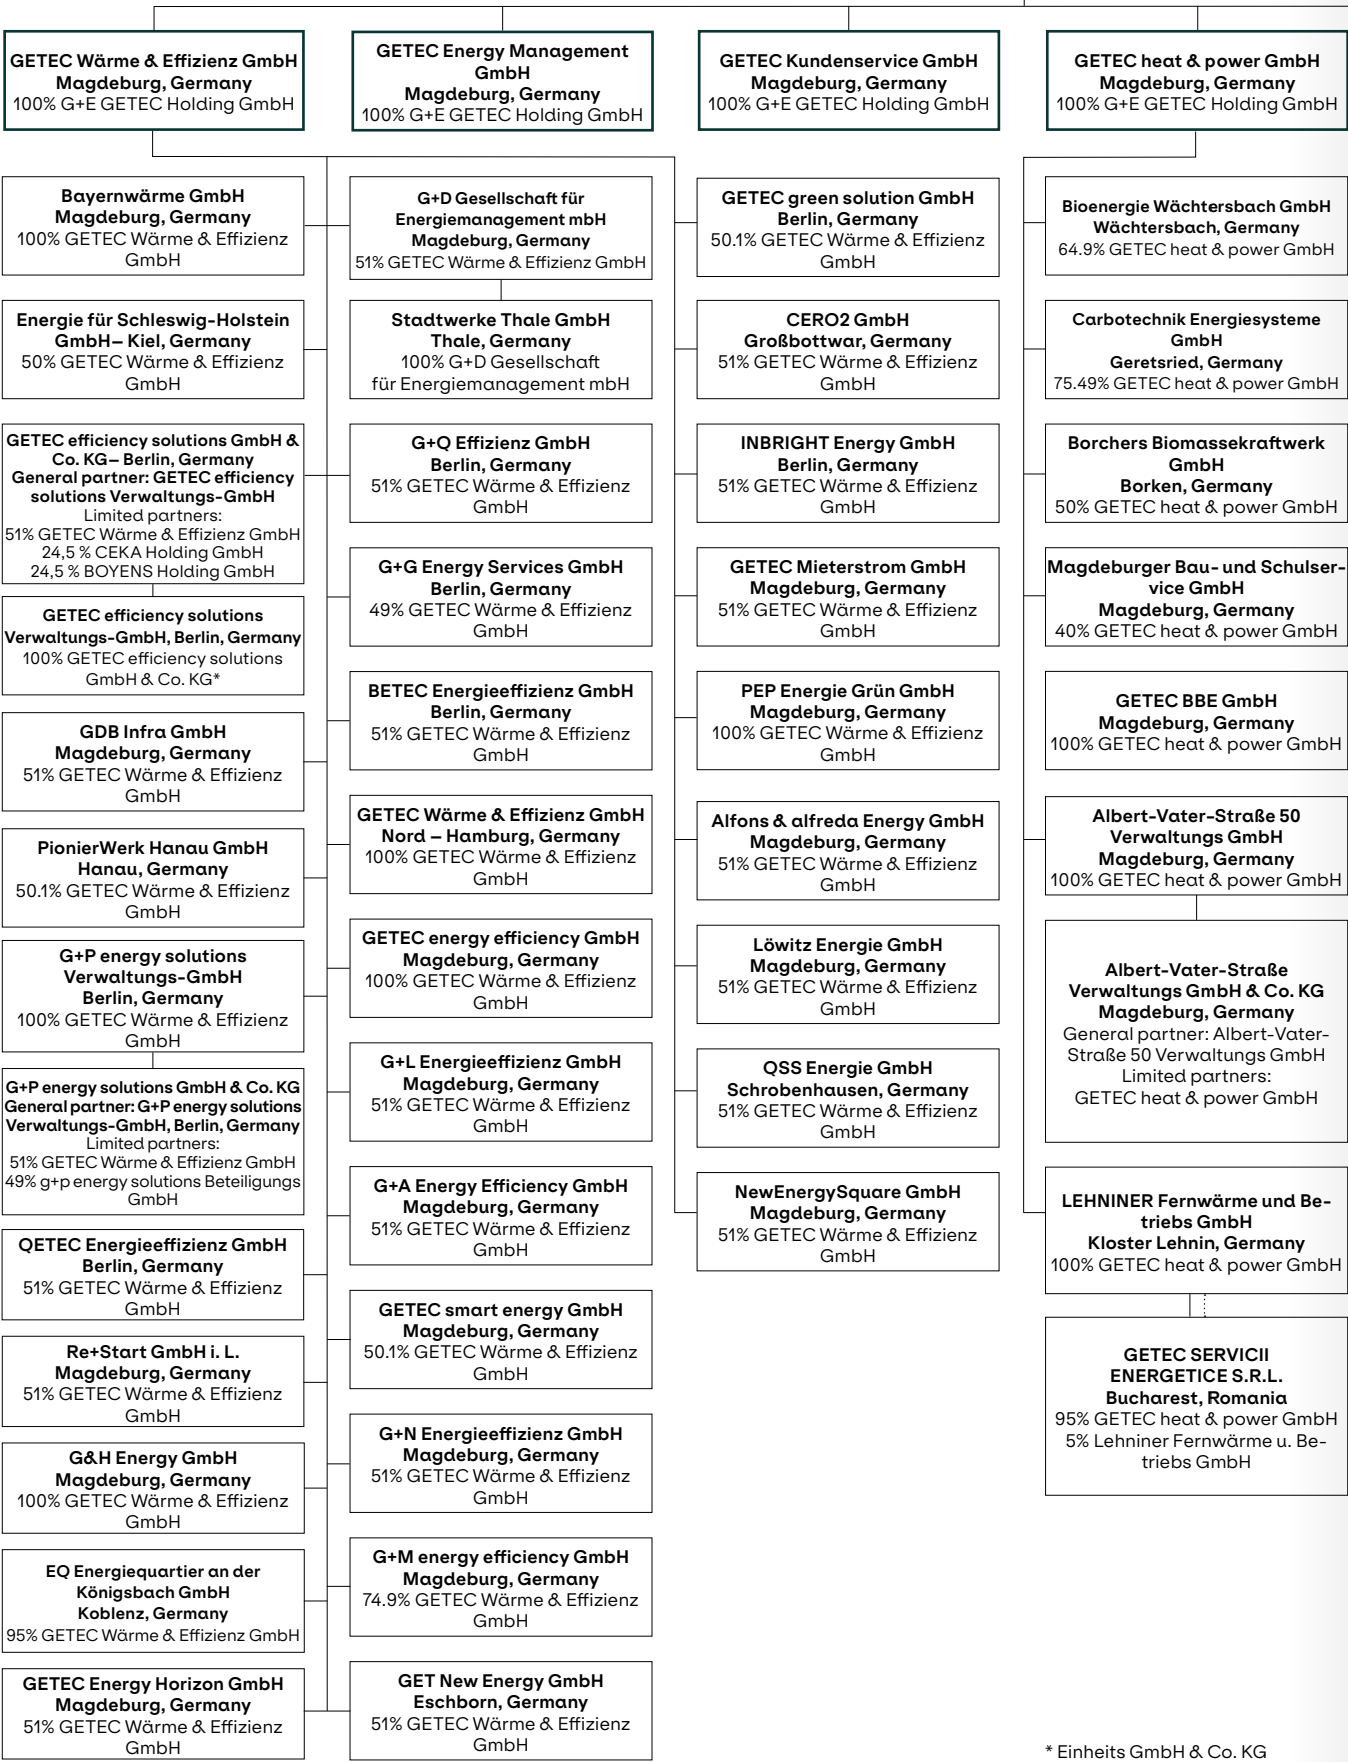 GETEC Wärme & Effizienz GmbH
Magdeburg, Germany
100% G+E GETEC Holding GmbH
GETEC Energy Management
GmbH
Magdeburg, Germany
100% G+E GETEC Holding GmbH
GETEC Kundenservice GmbH
Magdeburg, Germany
100% G+E GETEC Holding GmbH
GETEC heat & power GmbH
Magdeburg, Germany
100% G+E GETEC Holding GmbH
Bayernwärme GmbH
Magdeburg, Germany
100% GETEC Wärme & Effizienz
GmbH
Energie für Schleswig-Holstein
GmbH– Kiel, Germany
50% GETEC Wärme & Effizienz
GmbH
GETEC efficiency solutions GmbH &
Co. KG– Berlin, Germany
General partner: GETEC efficiency
solutions Verwaltungs-GmbH
Limited partners:
51% GETEC Wärme & Effizienz GmbH
24,5 % CEKA Holding GmbH
24,5 % BOYENS Holding GmbH
GETEC efficiency solutions
Verwaltungs-GmbH, Berlin, Germany
100% GETEC efficiency solutions
GmbH & Co. KG*
GDB Infra GmbH
Magdeburg, Germany
51% GETEC Wärme & Effizienz
GmbH
PionierWerk Hanau GmbH
Hanau, Germany
50.1% GETEC Wärme & Effizienz
GmbH
G+P energy solutions
Verwaltungs-GmbH
Berlin, Germany
100% GETEC Wärme & Effizienz
GmbH
G+P energy solutions GmbH & Co. KG
General partner: G+P energy solutions
Verwaltungs-GmbH, Berlin, Germany
Limited partners:
51% GETEC Wärme & Effizienz GmbH
49% g+p energy solutions Beteiligungs
GmbH
QETEC Energieeffizienz GmbH
Berlin, Germany
51% GETEC Wärme & Effizienz
GmbH
Re+Start GmbH i. L.
Magdeburg, Germany
51% GETEC Wärme & Effizienz
GmbH
G&H Energy GmbH
Magdeburg, Germany
100% GETEC Wärme & Effizienz
GmbH
EQ Energiequartier an der
Königsbach GmbH
Koblenz, Germany
95% GETEC Wärme & Effizienz GmbH
GETEC Energy Horizon GmbH
Magdeburg, Germany
51% GETEC Wärme & Effizienz
GmbH
G+D Gesellschaft für
Energiemanagement mbH
Magdeburg, Germany
51% GETEC Wärme & Effizienz GmbH
Stadtwerke Thale GmbH
Thale, Germany
100% G+D Gesellschaft
für Energiemanagement mbH
G+Q Effizienz GmbH
Berlin, Germany
51% GETEC Wärme & Effizienz
GmbH
G+G Energy Services GmbH
Berlin, Germany
49% GETEC Wärme & Effizienz
GmbH
BETEC Energieeffizienz GmbH
Berlin, Germany
51% GETEC Wärme & Effizienz
GmbH
GETEC Wärme & Effizienz GmbH
Nord – Hamburg, Germany
100% GETEC Wärme & Effizienz
GmbH
GETEC energy efficiency GmbH
Magdeburg, Germany
100% GETEC Wärme & Effizienz
GmbH
G+L Energieeffizienz GmbH
Magdeburg, Germany
51% GETEC Wärme & Effizienz
GmbH
G+A Energy Efficiency GmbH
Magdeburg, Germany
51% GETEC Wärme & Effizienz
GmbH
GETEC smart energy GmbH
Magdeburg, Germany
50.1% GETEC Wärme & Effizienz
GmbH
G+N Energieeffizienz GmbH
Magdeburg, Germany
51% GETEC Wärme & Effizienz
GmbH
G+M energy efficiency GmbH
Magdeburg, Germany
74.9% GETEC Wärme & Effizienz
GmbH
GET New Energy GmbH
Eschborn, Germany
51% GETEC Wärme & Effizienz
GmbH
GETEC green solution GmbH
Berlin, Germany
50.1% GETEC Wärme & Effizienz
GmbH
CERO2 GmbH
Großbottwar, Germany
51% GETEC Wärme & Effizienz
GmbH
INBRIGHT Energy GmbH
Berlin, Germany
51% GETEC Wärme & Effizienz
GmbH
GETEC Mieterstrom GmbH
Magdeburg, Germany
51% GETEC Wärme & Effizienz
GmbH
PEP Energie Grün GmbH
Magdeburg, Germany
100% GETEC Wärme & Effizienz
GmbH
Alfons & alfreda Energy GmbH
Magdeburg, Germany
51% GETEC Wärme & Effizienz
GmbH
Löwitz Energie GmbH
Magdeburg, Germany
51% GETEC Wärme & Effizienz
GmbH
QSS Energie GmbH
Schrobenhausen, Germany
51% GETEC Wärme & Effizienz
GmbH
NewEnergySquare GmbH
Magdeburg, Germany
51% GETEC Wärme & Effizienz
GmbH
Bioenergie Wächtersbach GmbH
Wächtersbach, Germany
64.9% GETEC heat & power GmbH
Carbotechnik Energiesysteme
GmbH
Geretsried, Germany
75.49% GETEC heat & power GmbH
Borchers Biomassekraftwerk
GmbH
Borken, Germany
50% GETEC heat & power GmbH
Magdeburger Bau- und Schulser-
vice GmbH
Magdeburg, Germany
40% GETEC heat & power GmbH
GETEC BBE GmbH
Magdeburg, Germany
100% GETEC heat & power GmbH
Albert-Vater-Straße 50
Verwaltungs GmbH
Magdeburg, Germany
100% GETEC heat & power GmbH
Albert-Vater-Straße
Verwaltungs GmbH & Co. KG
Magdeburg, Germany
General partner: Albert-Vater-
Straße 50 Verwaltungs GmbH
Limited partners:
GETEC heat & power GmbH
LEHNINER Fernwärme und Be-
triebs GmbH
Kloster Lehnin, Germany
100% GETEC heat & power GmbH
GETEC SERVICII
ENERGETICE S.R.L.
Bucharest, Romania
95% GETEC heat & power GmbH
5% Lehniner Fernwärme u. Be-
triebs GmbH
* Einheits GmbH & Co. KG